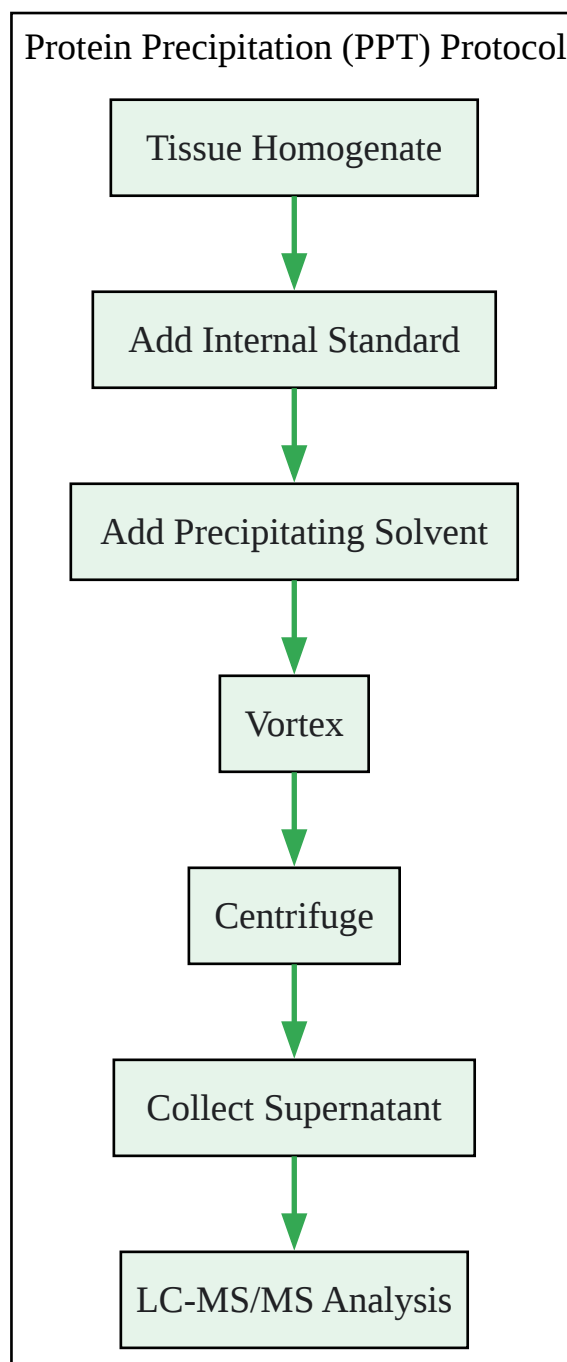 Protein Precipitation (PPT) Protocol
Tissue Homogenate
Add Internal Standard
Add Precipitating Solvent
Vortex
Centrifuge
Collect Supernatant
LC-MS/MS Analysis